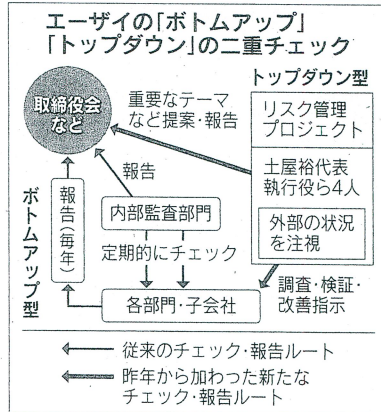 エーザイの「ボトムアップ」
「トップダウン」の二重チェック
トップダウン型
リスク管理
プロジェクト
土屋裕代表
執行役ら4人
外部の状況
を注視
取締役会
など
重要なテーマ
など提案・報告
報告
内部監査部門
定期的にチェック
ボトムアップ型
報告(毎年)
各部門・子会社
調査・検証・
改善指示
従来のチェック・報告ルート
昨年から加わった新たな
チェック・報告ルート